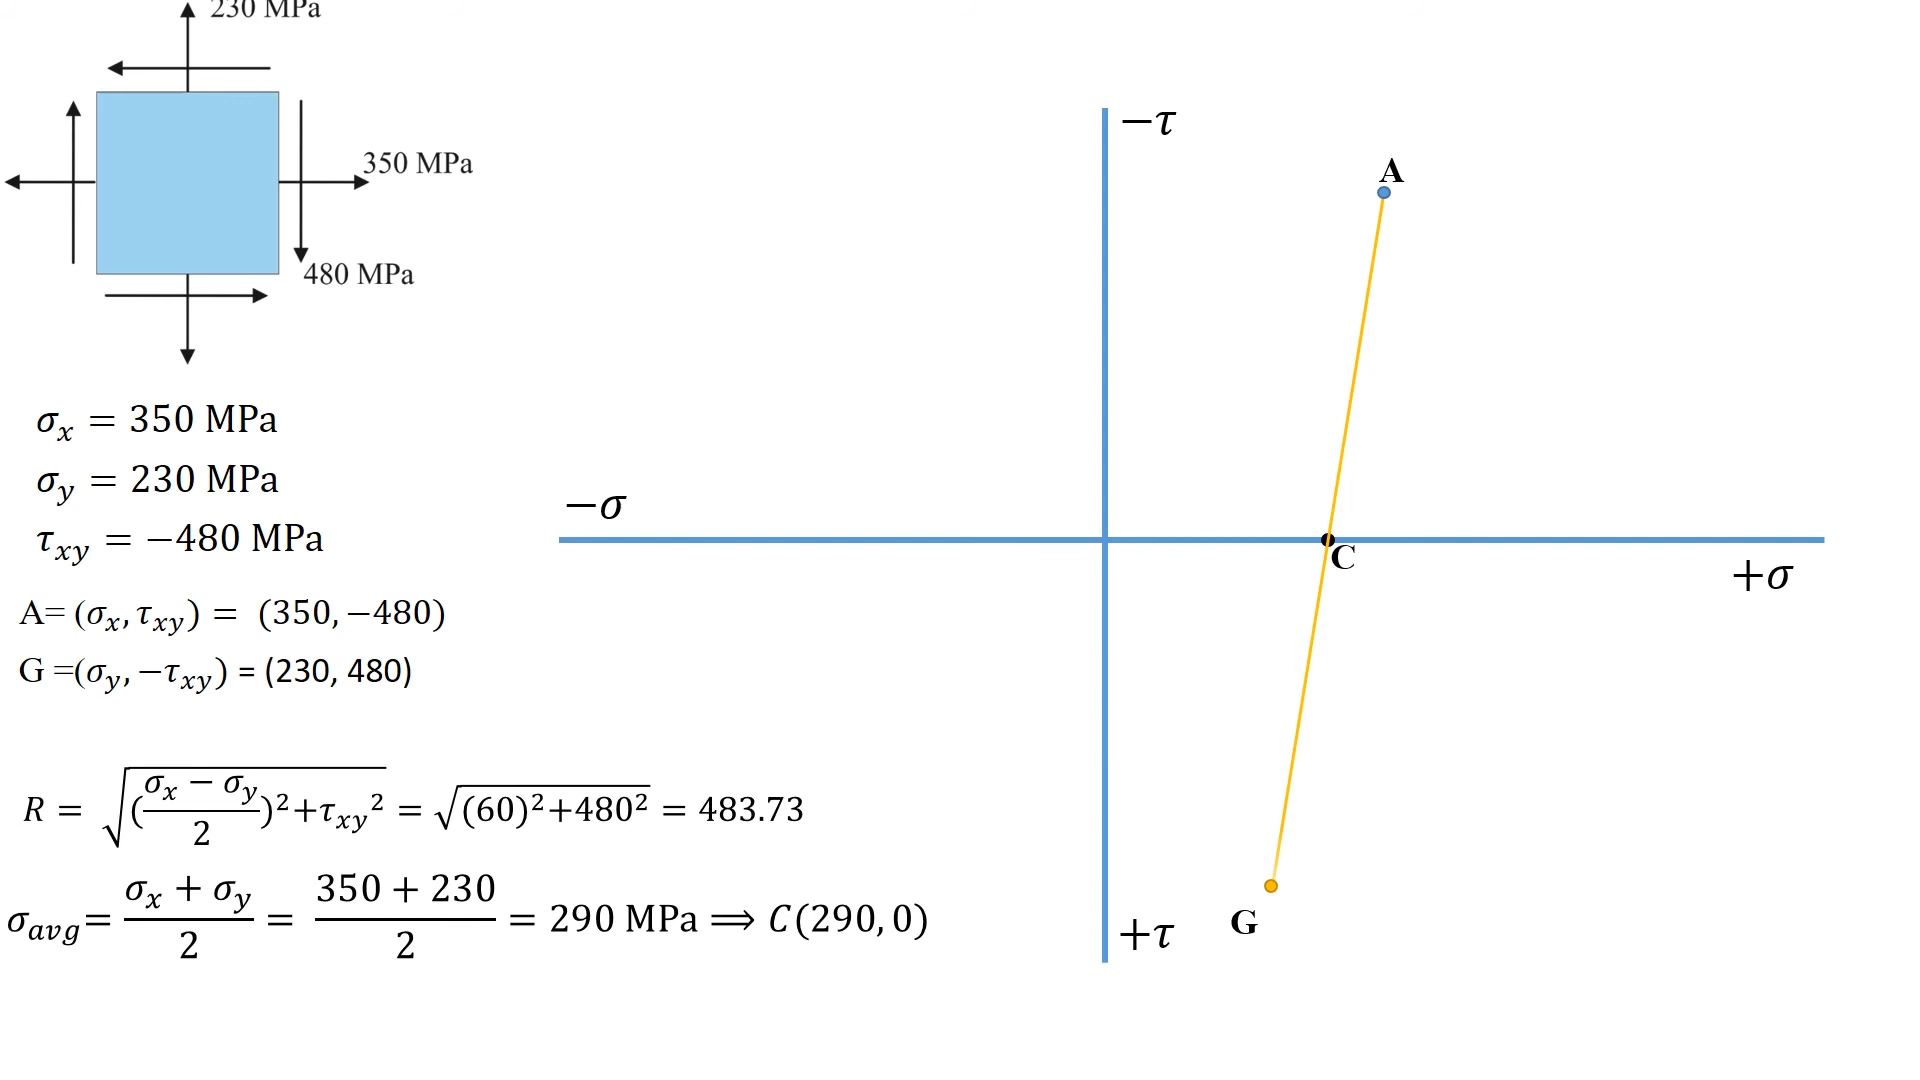 230 MPa
350 MPa
480 MPa
σx = 350 MPa
σy = 230 MPa
τxy = −480 MPa
A= (σx, τxy) = (350, −480)
G =(σy, −τxy) = (230, 480)
R = √((σx − σy)/2)²+τxy² = √(60)²+480² = 483.73
σavg= (σx + σy)/2 = (350 + 230)/2 = 290 MPa ⟹ C(290, 0)
−τ
A
−σ
C
+σ
G
+τ